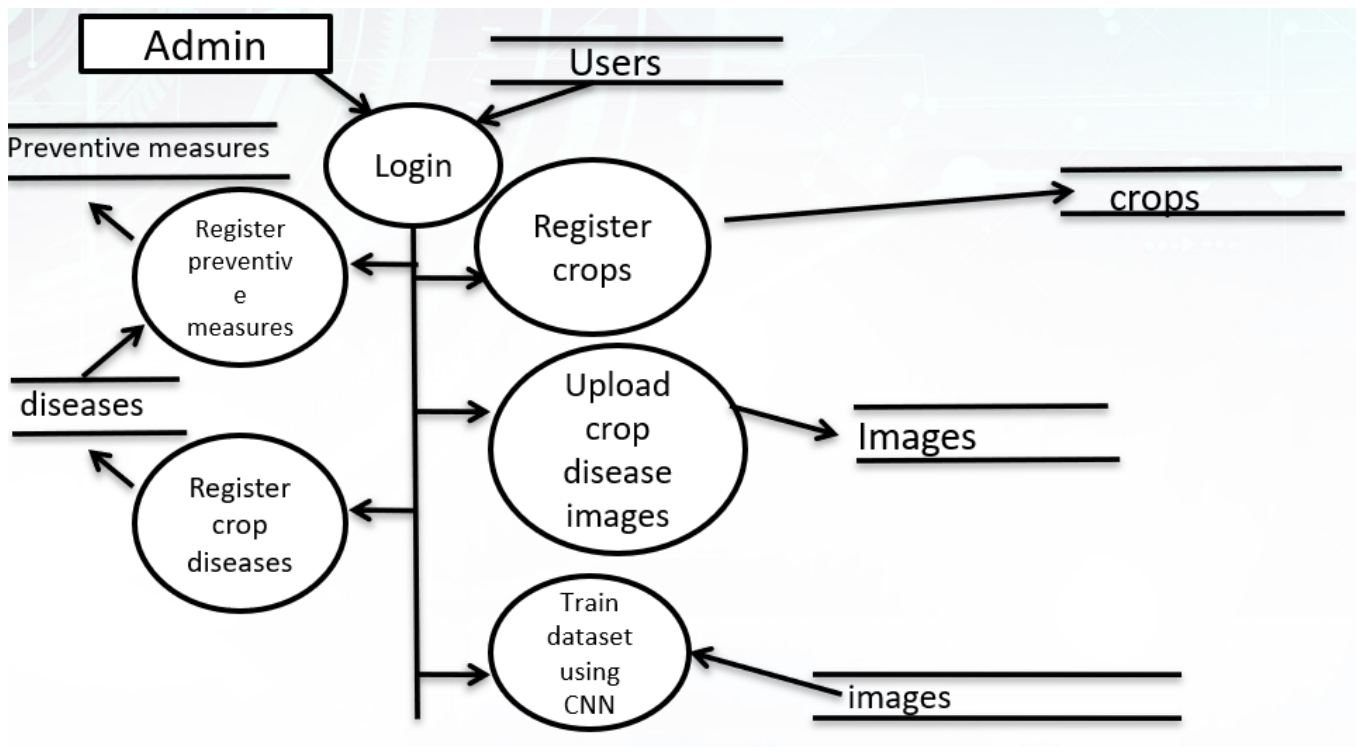 Admin
Users
Preventive measures
Login
Register
crops
crops
Register
preventiv
e
measures
diseases
Upload
crop
disease
images
Images
Register
crop
diseases
Train
dataset
using
CNN
images